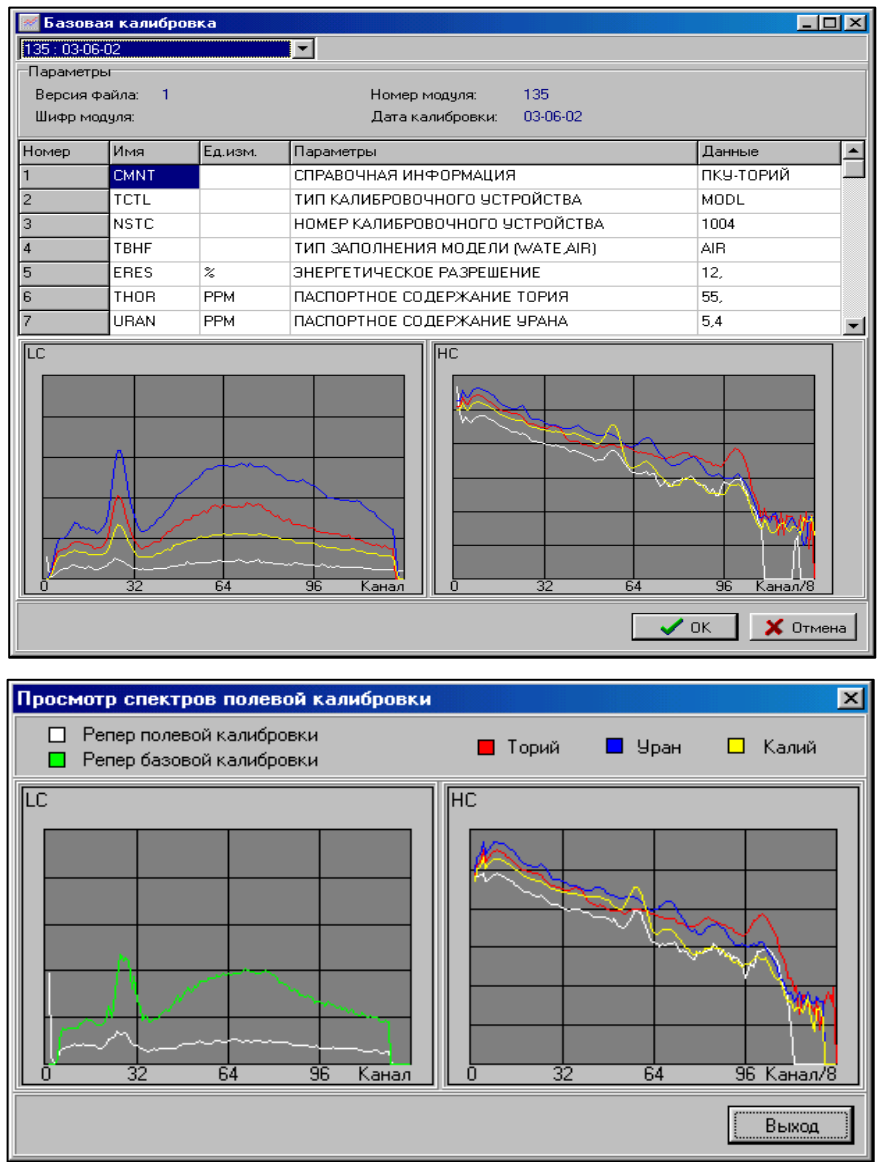 Базовая калибровка
135 : 03-06-02
Параметры
Версия файла: 1 Номер модуля: 135
Шифр модуля: Дата калибровки: 03-06-02
Номер Имя Ед.изм. Параметры Данные
1 CMNT СПРАВОЧНАЯ ИНФОРМАЦИЯ ПКУ-ТОРИЙ
2 TCTL ТИП КАЛИБРОВОЧНОГО УСТРОЙСТВА MODL
3 NSTC НОМЕР КАЛИБРОВОЧНОГО УСТРОЙСТВА 1004
4 TBHF ТИП ЗАПОЛНЕНИЯ МОДЕЛИ (WATE,AIR) AIR
5 ERES % ЭНЕРГЕТИЧЕСКОЕ РАЗРЕШЕНИЕ 12,
6 THOR PPM ПАСПОРТНОЕ СОДЕРЖАНИЕ ТОРИЯ 55,
7 URAN PPM ПАСПОРТНОЕ СОДЕРЖАНИЕ УРАНА 5,4
LC HC
0 32 64 96 Канал 0 32 64 96 Канал/8
OK Отмена
Просмотр спектров полевой калибровки
Репер полевой калибровки
Репер базовой калибровки
Торий Уран Калий
LC HC
0 32 64 96 Канал 0 32 64 96 Канал/8
Выход